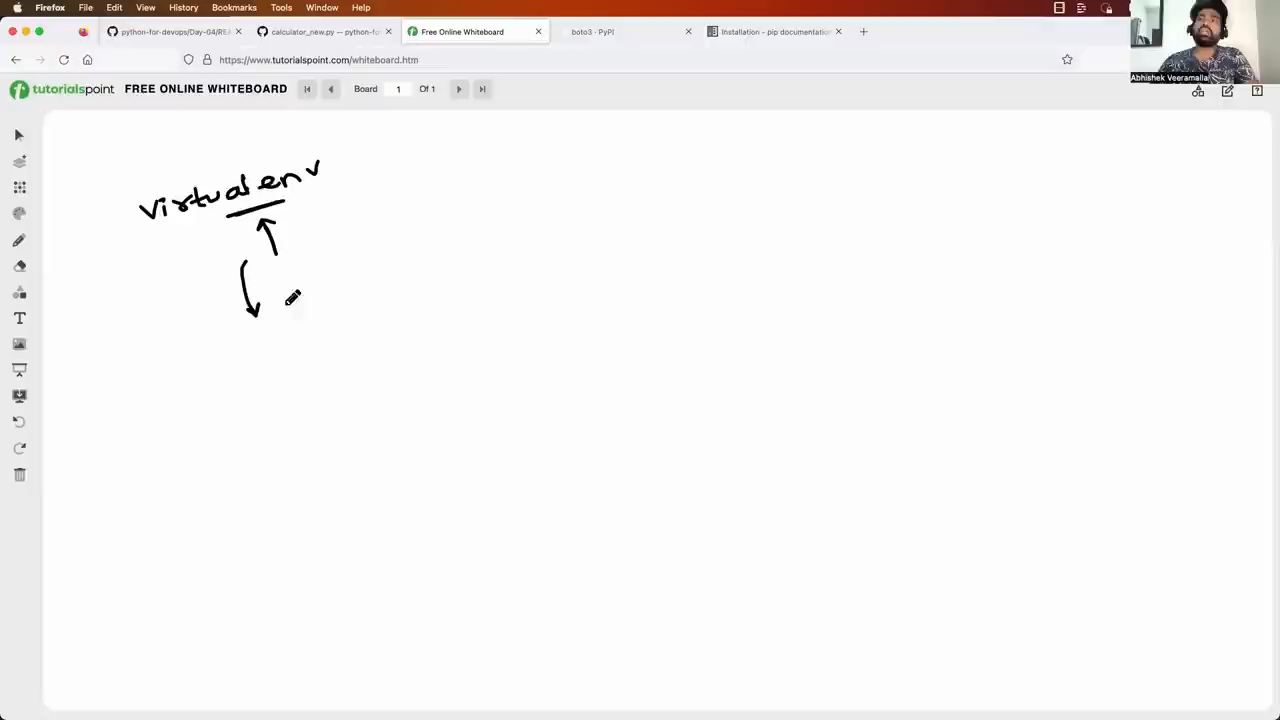 Firefox File Edit View History Bookmarks Tools Window Help
python-for-devops/Day-04/REA
calculator_new.py — python-fo
Free Online Whiteboard
boto3 · PyPI
Installation - pip documentation
https://www.tutorialspoint.com/whiteboard.htm
Abhishek Veeramalla
tutorialspoint FREE ONLINE WHITEBOARD Board 1 Of 1
virtual env
T